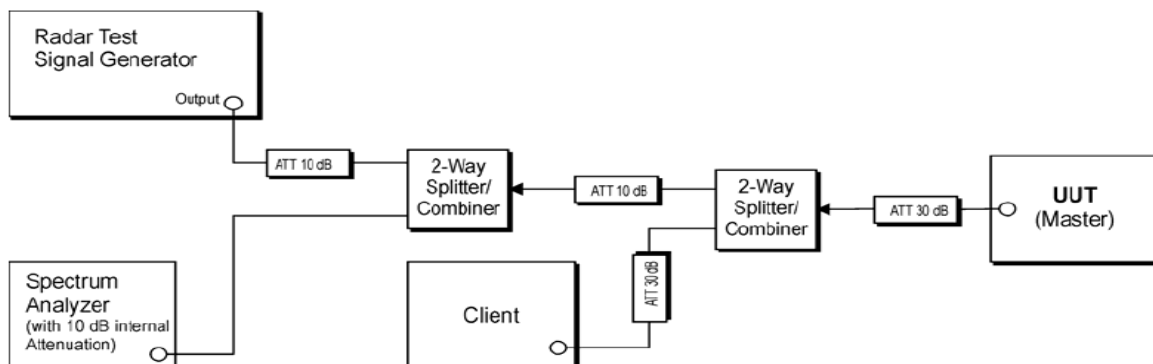 Radar Test
Signal Generator
Output
ATT 10 dB
2-Way
Splitter/
Combiner
ATT 10 dB
2-Way
Splitter/
Combiner
ATT 30 dB
UUT
(Master)
ATT 30 dB
Spectrum
Analyzer
(with 10 dB internal
Attenuation)
Client